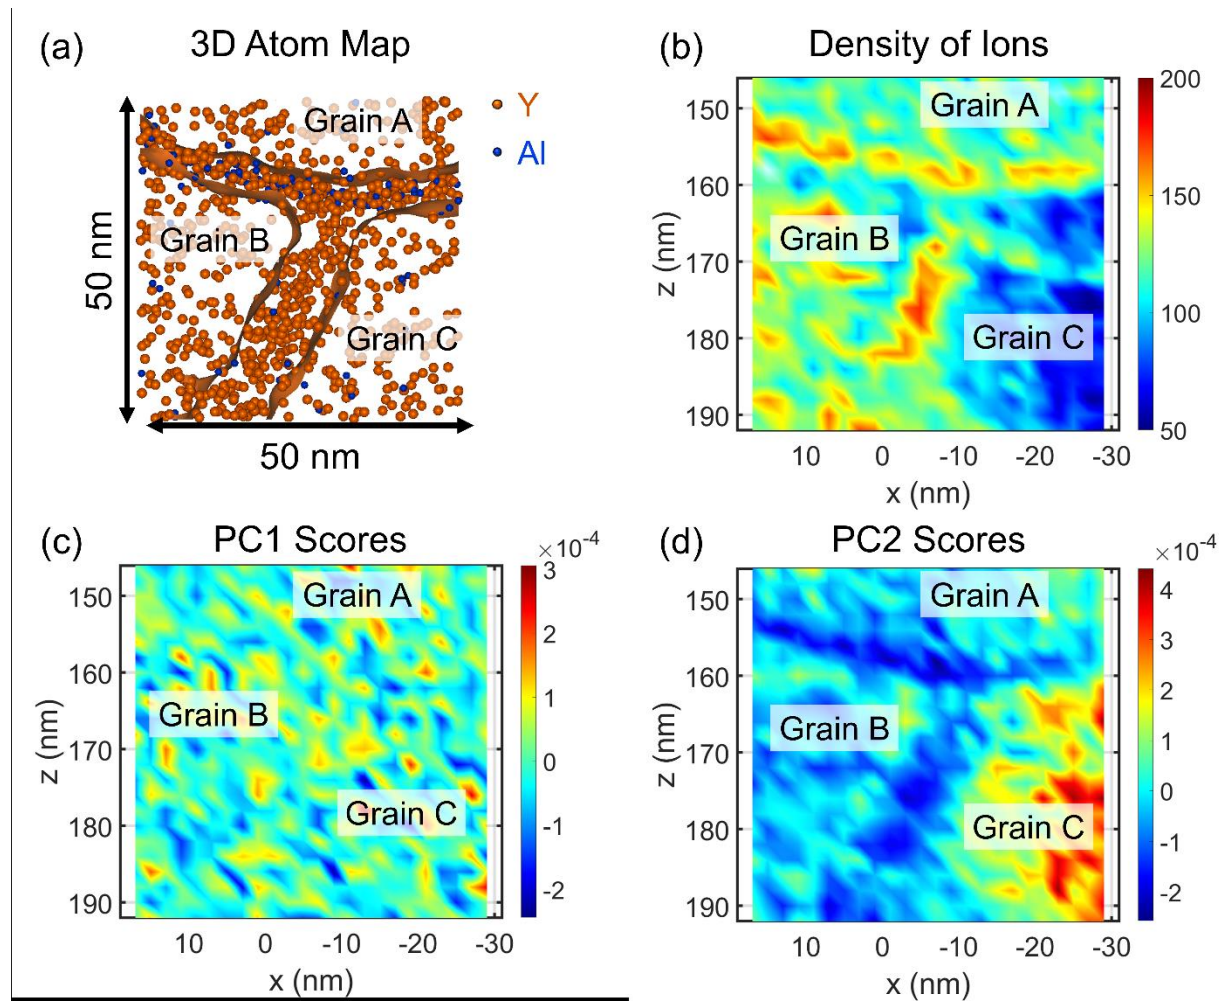 (a) 3D Atom Map
Grain A
Y
Al
Grain B
Grain C
50 nm
50 nm
(b) Density of Ions
Grain A
Grain B
Grain C
150
160
170
180
190
z (nm)
10 0 -10 -20 -30
x (nm)
200
150
100
50
(c) PC1 Scores
×10⁻⁴
Grain A
Grain B
Grain C
150
160
170
180
190
z (nm)
10 0 -10 -20 -30
x (nm)
3
2
1
0
-1
-2
(d) PC2 Scores
×10⁻⁴
Grain A
Grain B
Grain C
150
160
170
180
190
z (nm)
10 0 -10 -20 -30
x (nm)
4
3
2
1
0
-1
-2